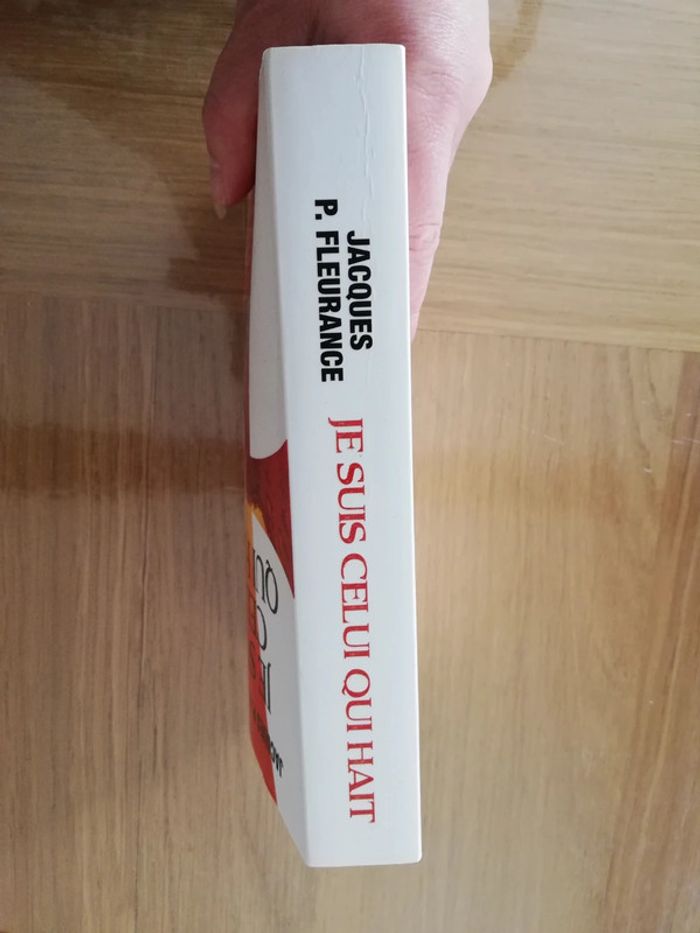 JACQUES
P. FLEURANCE
JE SUIS CELUI QUI HAIT